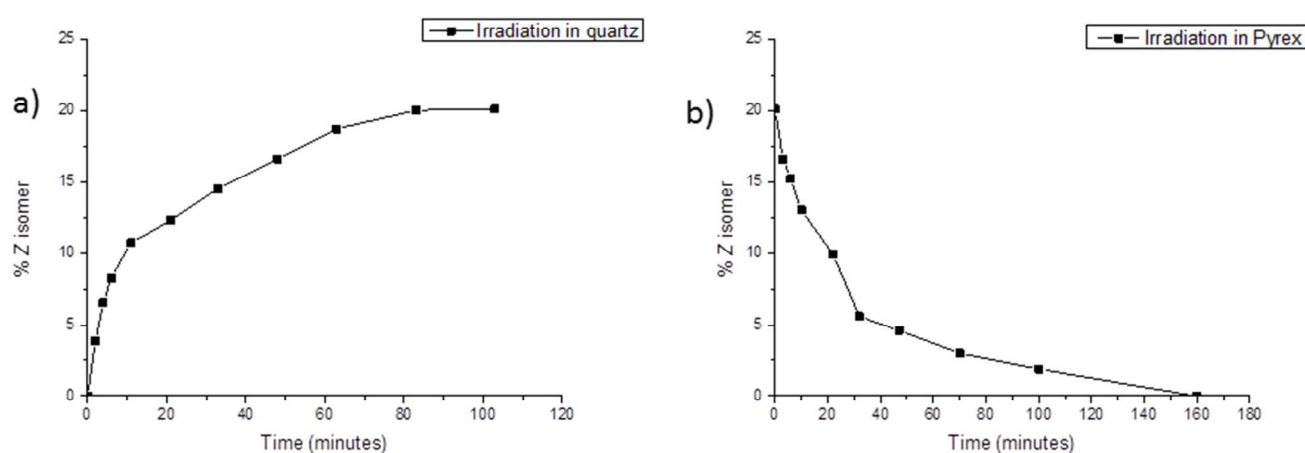 Irradiation in quartz
a)
25
20
15
10
5
0
% Z isomer
0 20 40 60 80 100 120
Time (minutes)
Irradiation in Pyrex
b)
25
20
15
10
5
0
% Z isomer
0 20 40 60 80 100 120 140 160 180
Time (minutes)